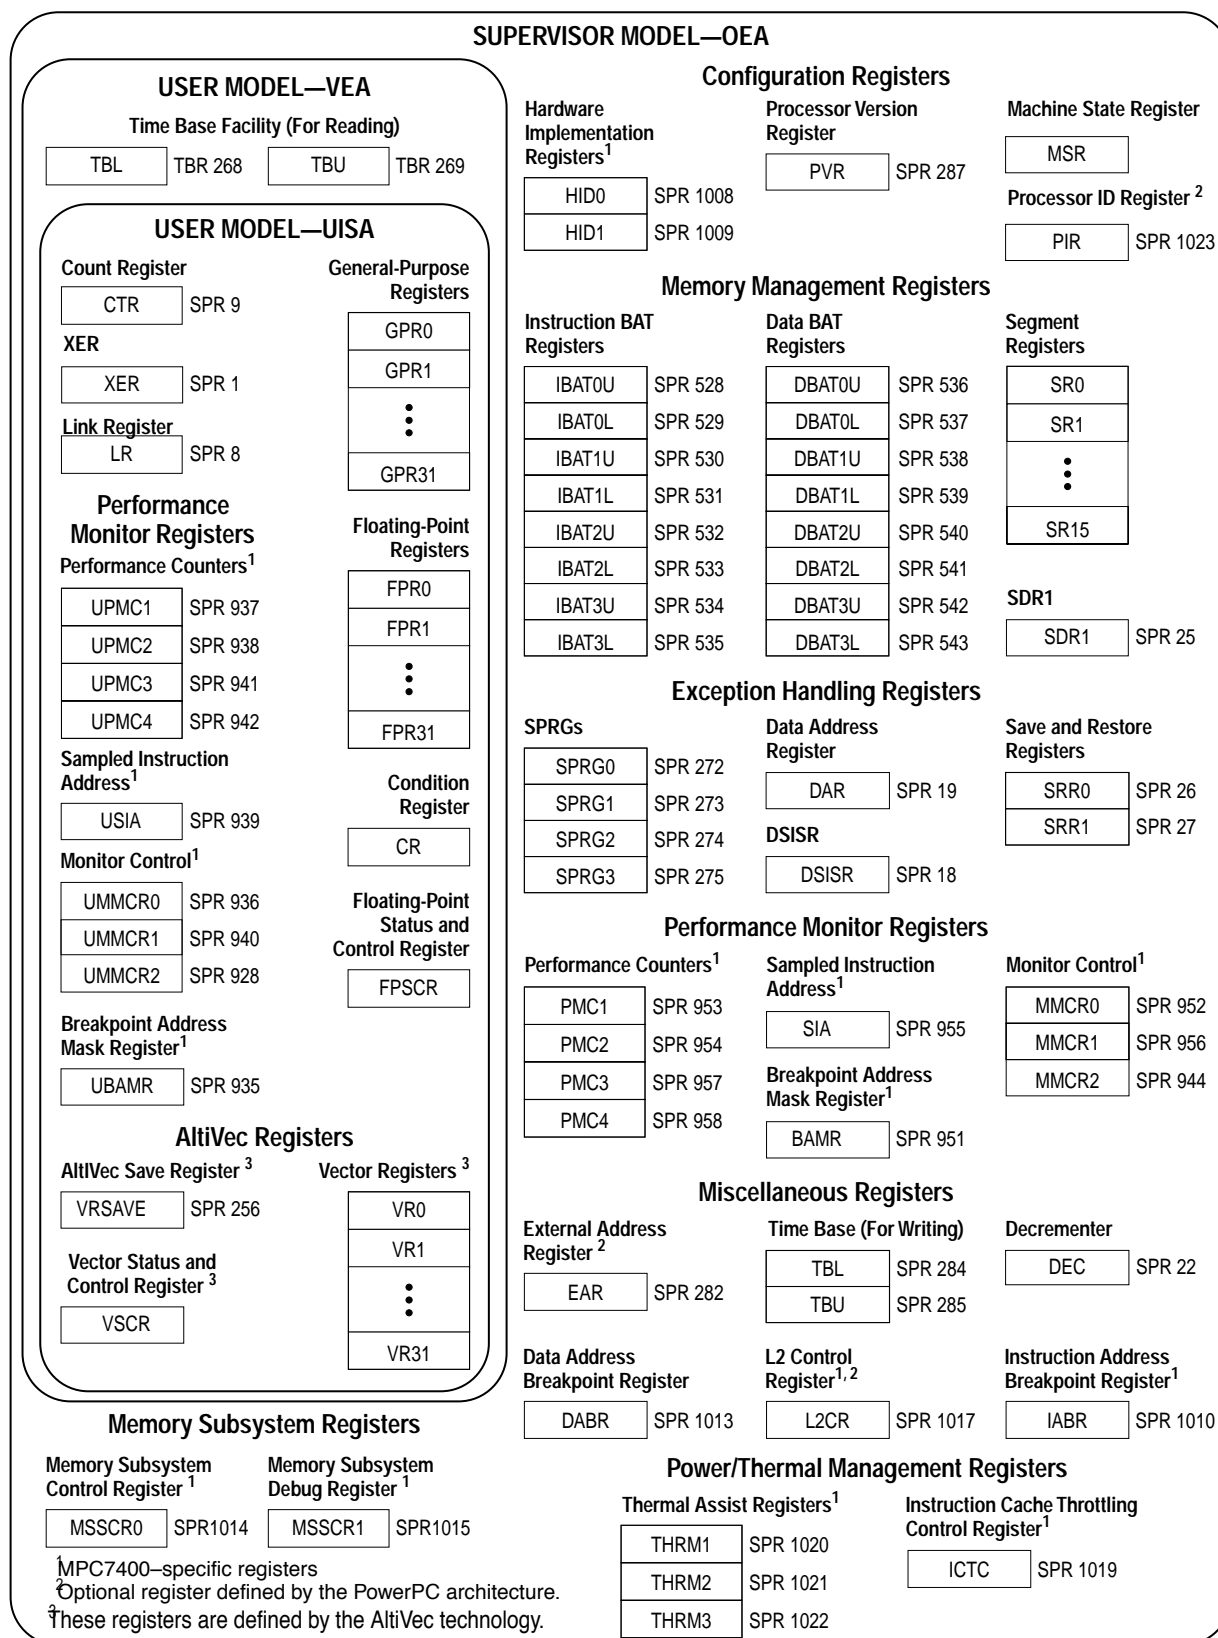 SUPERVISOR MODEL—OEA
USER MODEL—VEA
Time Base Facility (For Reading)
TBL TBR 268 TBU TBR 269
USER MODEL—UISA
Count Register
CTR SPR 9
XER
XER SPR 1
Link Register
LR SPR 8
Performance
Monitor Registers
Performance Counters1
UPMC1 SPR 937
UPMC2 SPR 938
UPMC3 SPR 941
UPMC4 SPR 942
Sampled Instruction
Address1
USIA SPR 939
Monitor Control1
UMMCR0 SPR 936
UMMCR1 SPR 940
UMMCR2 SPR 928
Breakpoint Address
Mask Register1
UBAMR SPR 935
General-Purpose
Registers
GPR0
GPR1
GPR31
Floating-Point
Registers
FPR0
FPR1
FPR31
Condition
Register
CR
Floating-Point
Status and
Control Register
FPSCR
AltiVec Registers
AltIVec Save Register 3
VRSAVE SPR 256
Vector Status and
Control Register 3
VSCR
Vector Registers 3
VR0
VR1
VR31
Memory Subsystem Registers
Memory Subsystem
Control Register 1
MSSCR0 SPR1014
Memory Subsystem
Debug Register 1
MSSCR1 SPR1015
Configuration Registers
Hardware
Implementation
Registers1
HID0 SPR 1008
HID1 SPR 1009
Processor Version
Register
PVR SPR 287
Machine State Register
MSR
Processor ID Register 2
PIR SPR 1023
Memory Management Registers
Instruction BAT
Registers
IBAT0U SPR 528
IBAT0L SPR 529
IBAT1U SPR 530
IBAT1L SPR 531
IBAT2U SPR 532
IBAT2L SPR 533
IBAT3U SPR 534
IBAT3L SPR 535
Data BAT
Registers
DBAT0U SPR 536
DBAT0L SPR 537
DBAT1U SPR 538
DBAT1L SPR 539
DBAT2U SPR 540
DBAT2L SPR 541
DBAT3U SPR 542
DBAT3L SPR 543
Segment
Registers
SR0
SR1
SR15
SDR1
SDR1 SPR 25
Exception Handling Registers
SPRGs
SPRG0 SPR 272
SPRG1 SPR 273
SPRG2 SPR 274
SPRG3 SPR 275
Data Address
Register
DAR SPR 19
DSISR
DSISR SPR 18
Save and Restore
Registers
SRR0 SPR 26
SRR1 SPR 27
Performance Monitor Registers
Performance Counters1
PMC1 SPR 953
PMC2 SPR 954
PMC3 SPR 957
PMC4 SPR 958
Sampled Instruction
Address1
SIA SPR 955
Breakpoint Address
Mask Register1
BAMR SPR 951
Monitor Control1
MMCR0 SPR 952
MMCR1 SPR 956
MMCR2 SPR 944
Miscellaneous Registers
External Address
Register 2
EAR SPR 282
Time Base (For Writing)
TBL SPR 284
TBU SPR 285
Decrementer
DEC SPR 22
Data Address
Breakpoint Register
DABR SPR 1013
L2 Control
Register1, 2
L2CR SPR 1017
Instruction Address
Breakpoint Register1
IABR SPR 1010
Power/Thermal Management Registers
Thermal Assist Registers1
THRM1 SPR 1020
THRM2 SPR 1021
THRM3 SPR 1022
Instruction Cache Throttling
Control Register1
ICTC SPR 1019
1 MPC7400–specific registers
2 Optional register defined by the PowerPC architecture.
3 These registers are defined by the AltiVec technology.